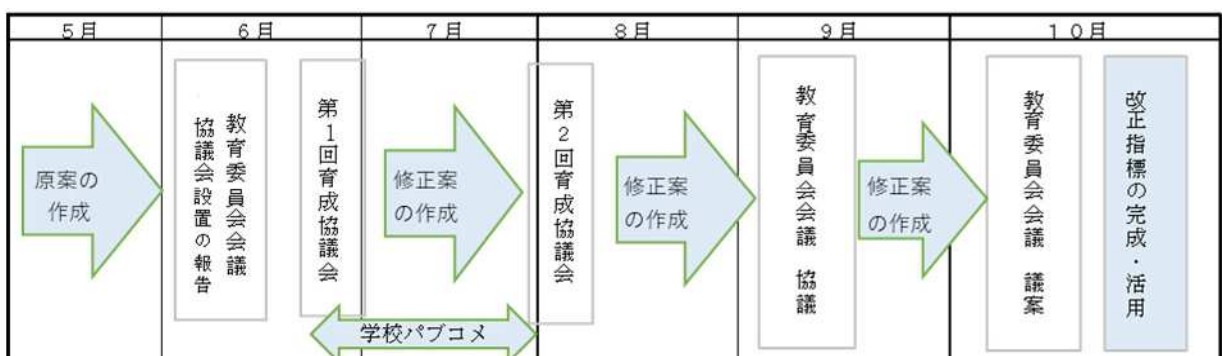 5月
6月
7月
8月
9月
10月
原案の
作成
教育委員会会議
協議会設置の報告
第1回育成協議会
修正案
の作成
学校パブコメ
第2回育成協議会
修正案
の作成
教育委員会会議 協議
修正案
の作成
教育委員会会議 議案
改正指標の完成・活用